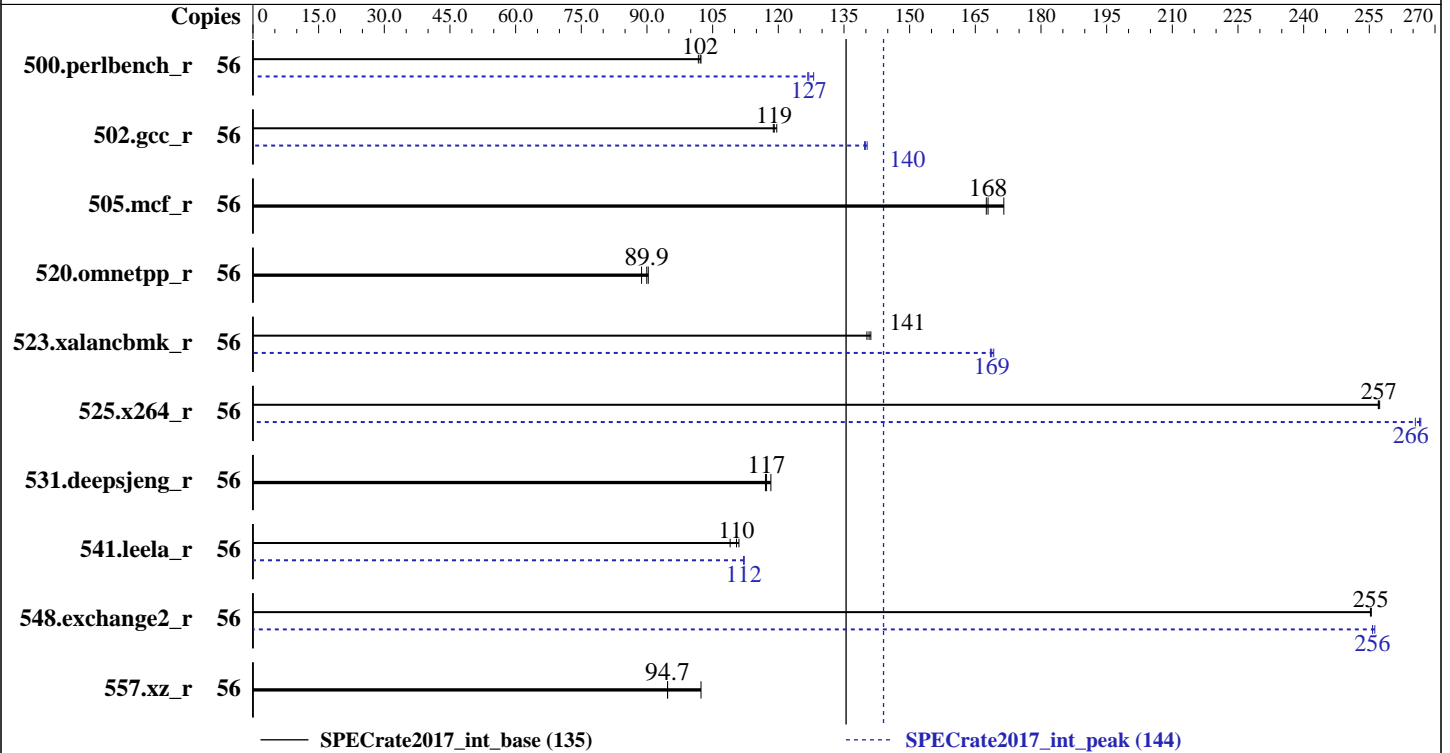 Copies 0 15.0 30.0 45.0 60.0 75.0 90.0 105 120 135 150 165 180 195 210 225 240 255 270
500.perlbench_r 56 102
127
502.gcc_r 56 119
140
505.mcf_r 56 168
520.omnetpp_r 56 89.9
523.xalancbmk_r 56 141
169
525.x264_r 56 257
266
531.deepsjeng_r 56 117
541.leela_r 56 110
112
548.exchange2_r 56 255
256
557.xz_r 56 94.7
SPECrate2017_int_base (135) SPECrate2017_int_peak (144)